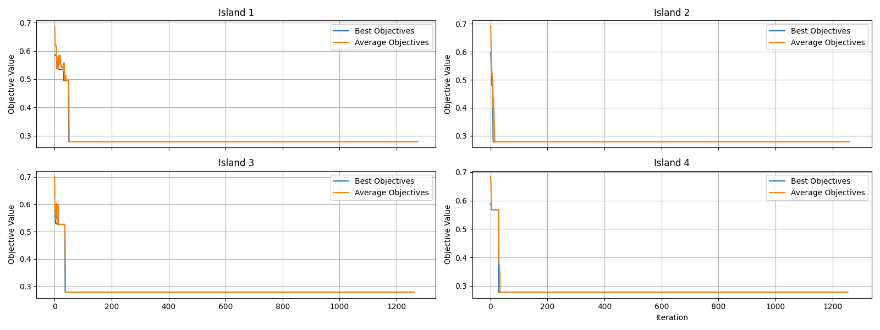 Island 1
0.7
0.6
0.5
0.4
0.3
Objective Value
Best Objectives
Average Objectives
Island 2
0.7
0.6
0.5
0.4
0.3
Objective Value
Best Objectives
Average Objectives
Island 3
0.7
0.6
0.5
0.4
0.3
Objective Value
Best Objectives
Average Objectives
0 200 400 600 800 1000 1200
Island 4
0.7
0.6
0.5
0.4
0.3
Objective Value
Best Objectives
Average Objectives
0 200 400 600 800 1000 1200
Iteration